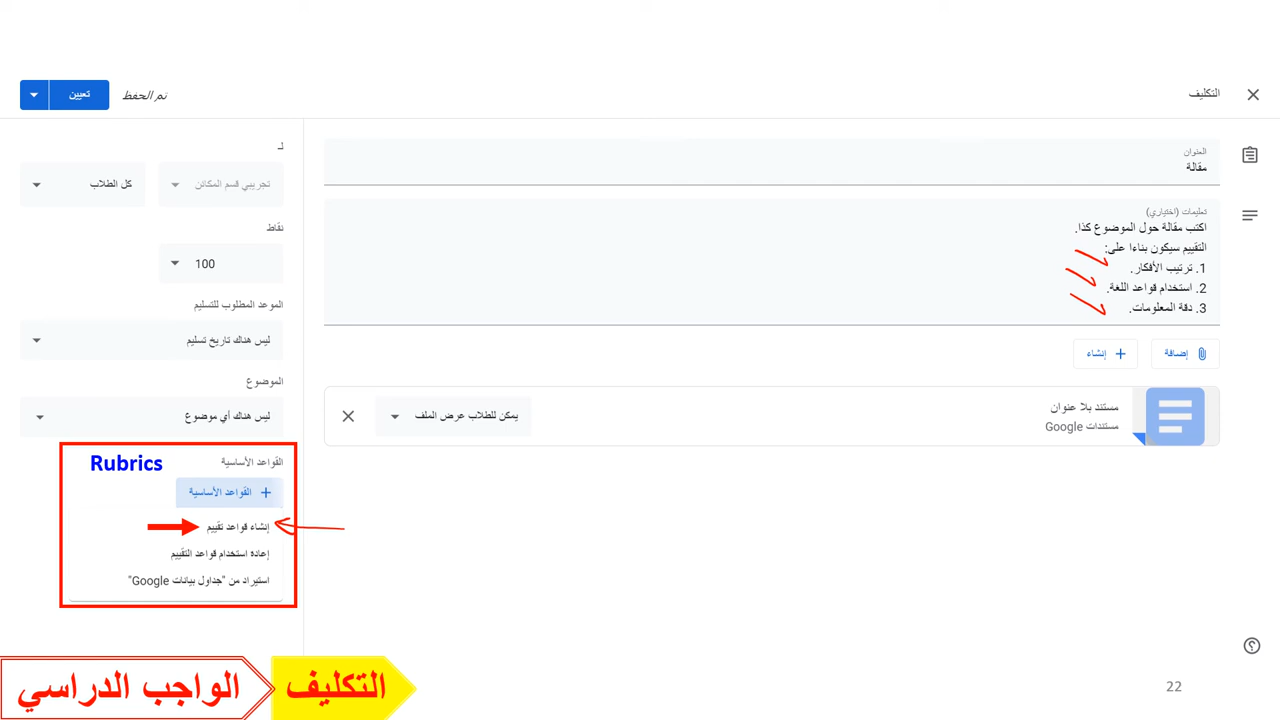 التكليف
تم الحفظ
تعيين
العنوان
مقالة
تعليمات (اختياري)
اكتب مقالة حول الموضوع كذا.
التقييم سيكون بناءا على:
1. ترتيب الأفكار.
2. استخدام قواعد اللغة.
3. دقة المعلومات.
إضافة
إنشاء
مستند بلا عنوان
مستندات Google
يمكن للطلاب عرض الملف
لـ
تجريبي قسم المكائن
كل الطلاب
نقاط
100
الموعد المطلوب للتسليم
ليس هناك تاريخ تسليم
الموضوع
ليس هناك أي موضوع
القواعد الأساسية
Rubrics
القواعد الأساسية
إنشاء قواعد تقييم
إعادة استخدام قواعد التقييم
استيراد من "جداول بيانات Google"
الواجب الدراسي
التكليف
22